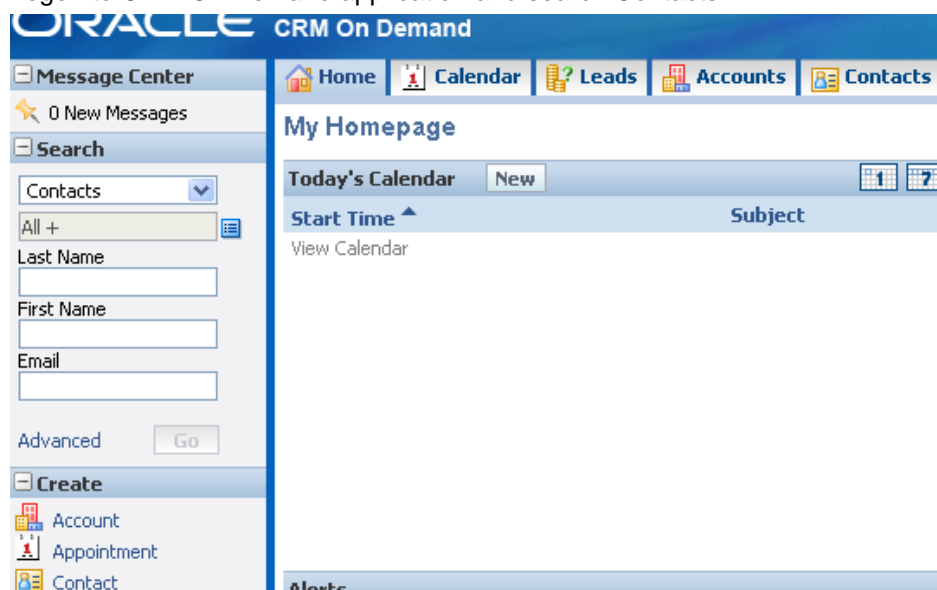 ORACLE CRM On Demand
Message Center
0 New Messages
Search
Contacts
All +
Last Name
First Name
Email
Advanced Go
Create
Account
Appointment
Contact
Home Calendar Leads Accounts Contacts
My Homepage
Today's Calendar New 1 7
Start Time Subject
View Calendar
Alerts